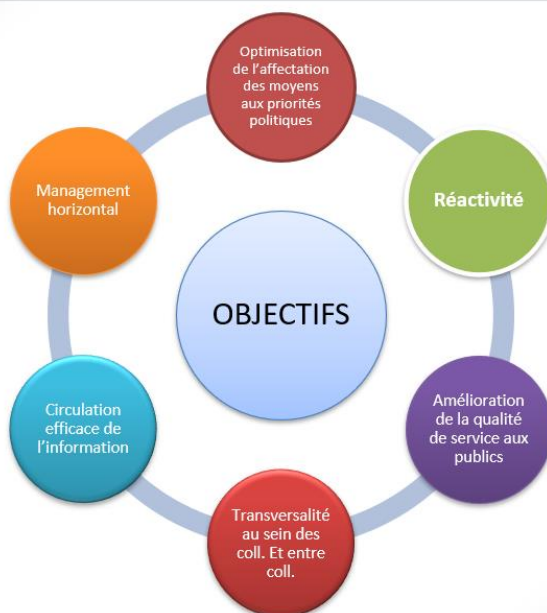 Optimisation
de l'affectation
des moyens
aux priorités
politiques
Réactivité
Amélioration
de la qualité
de service aux
publics
Transversalité
au sein des
coll. Et entre
coll.
Circulation
efficace de
l'information
Management
horizontal
OBJECTIFS